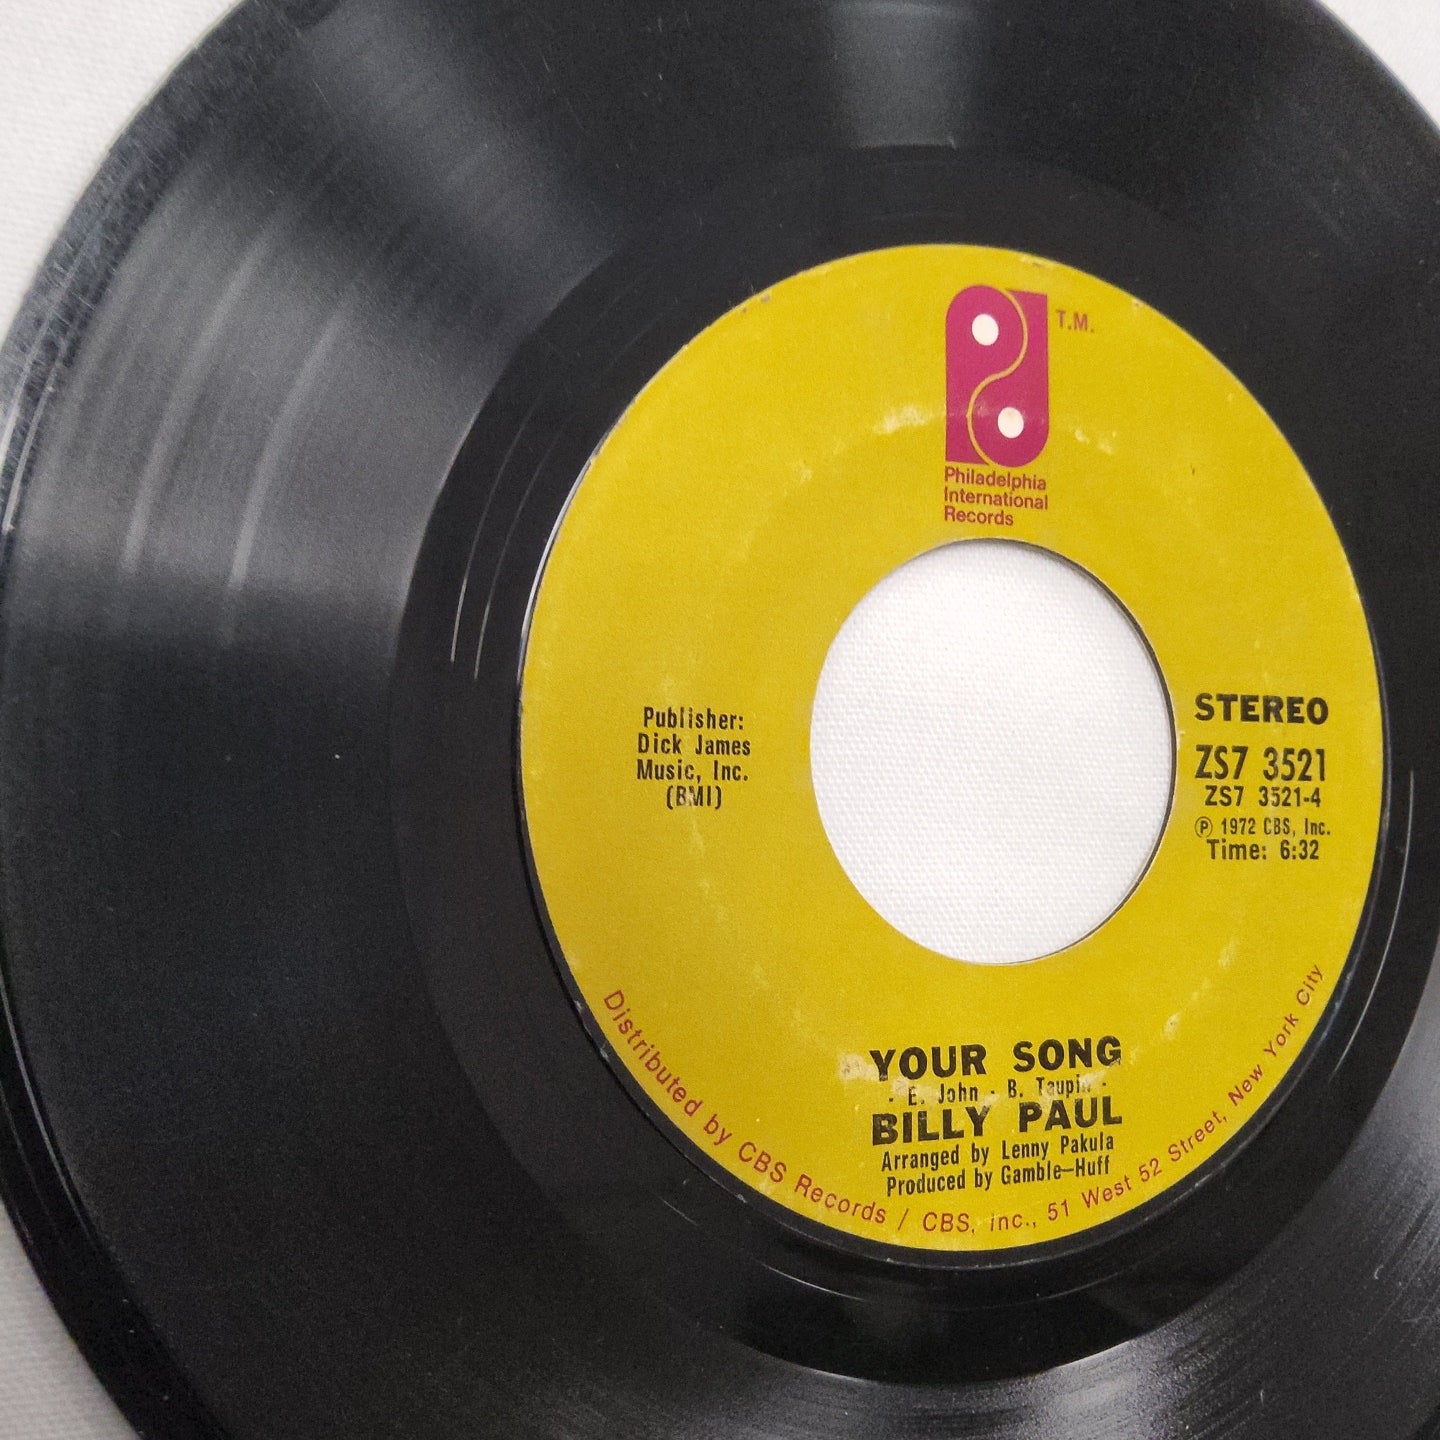 T.M.
Philadelphia
International
Records
Publisher:
Dick James
Music, Inc.
(BMI)
STEREO
ZS7 3521
ZS7 3521-4
℗ 1972 CBS, Inc.
Time: 6:32
YOUR SONG
- E. John - B. Taupin -
BILLY PAUL
Arranged by Lenny Pakula
Produced by Gamble-Huff
Distributed by CBS Records / CBS, Inc., 51 West 52 Street, New York City